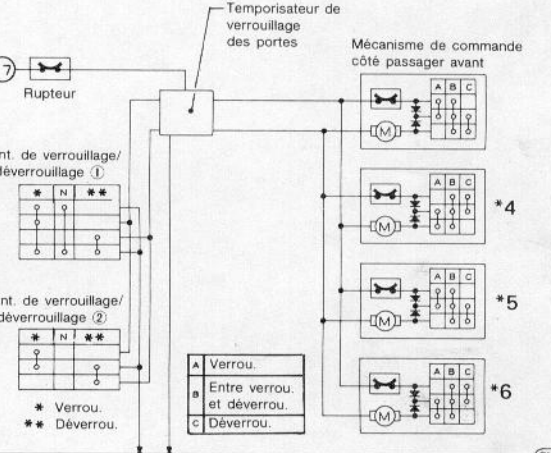 Temporisateur de
verrouillage
des portes
Mécanisme de commande
côté passager avant
7
Rupteur
A B C
M
nt. de verrouillage/
déverrouillage ①
* N **
A B C
M
*4
A B C
M
*5
nt. de verrouillage/
déverrouillage ②
* N **
A Verrou.
B Entre verrou.
et déverrou.
C Déverrou.
A B C
M
*6
* Verrou.
** Déverrou.